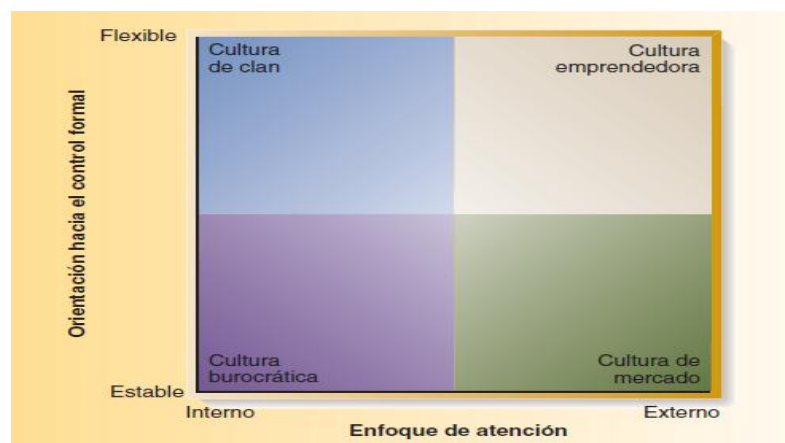 Flexible
Cultura
de clan
Cultura
emprendedora
Orientación hacia el control formal
Cultura
burocrática
Cultura de
mercado
Estable
Interno
Externo
Enfoque de atención